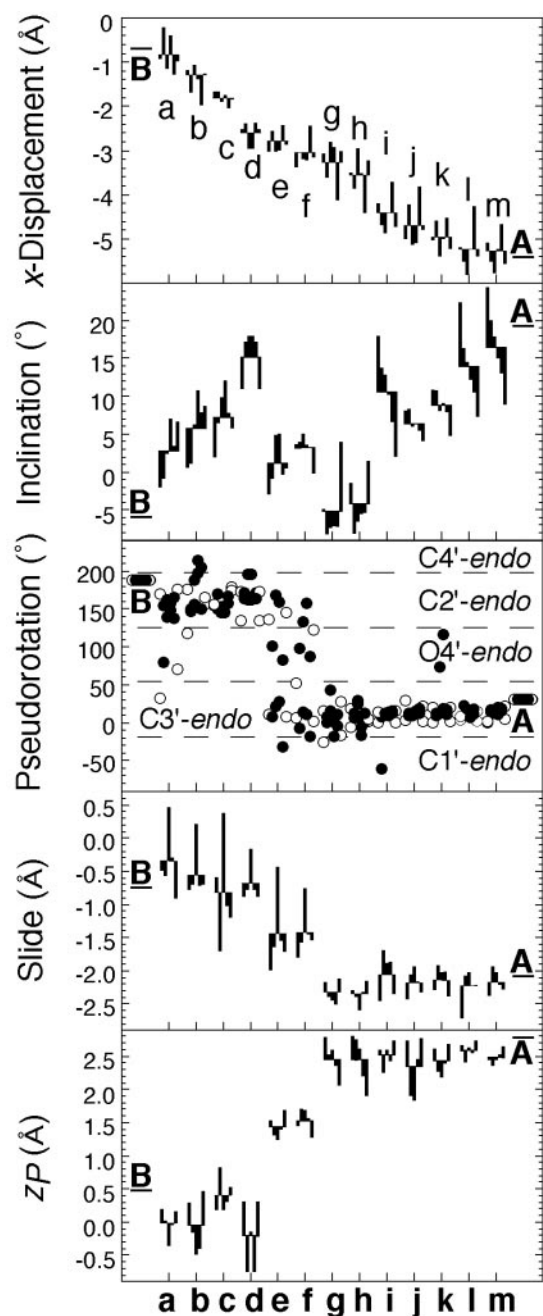 x-Displacement (Å)
0
-1
-2
-3
-4
-5
B
a
b
c
d
e
f
g
h
i
j
k
l
m
A
Inclination (°)
20
15
10
5
0
-5
B
A
Pseudorotation (°)
200
150
100
50
0
-50
B
C4'-endo
C2'-endo
O4'-endo
C3'-endo
A
C1'-endo
Slide (Å)
0.5
0.0
-0.5
-1.0
-1.5
-2.0
-2.5
B
A
zP (Å)
2.5
2.0
1.5
1.0
0.5
0.0
-0.5
A
B
a b c d e f g h i j k l m